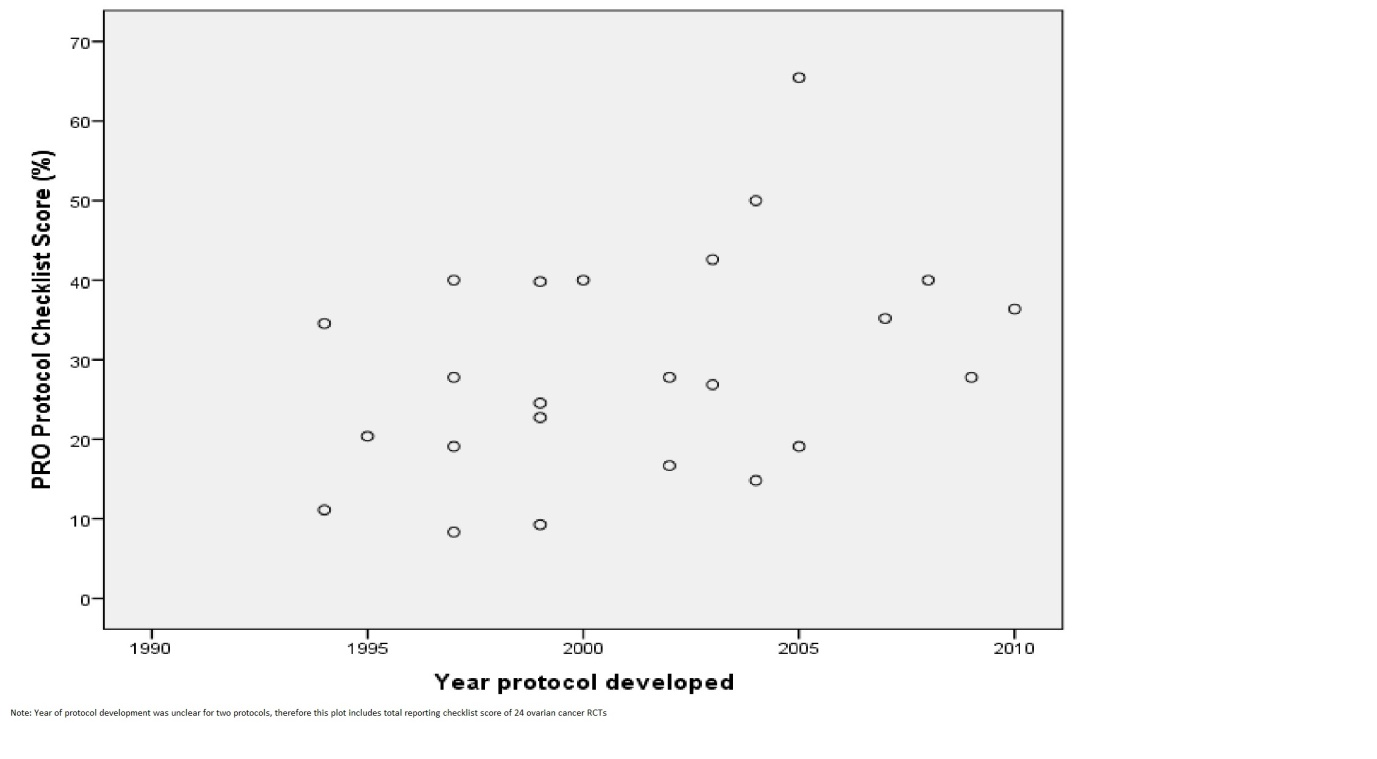 PRO Protocol Checklist Score (%)
70
60
50
40
30
20
10
0
1990 1995 2000 2005 2010
Year protocol developed
Note: Year of protocol development was unclear for two protocols, therefore this plot includes total reporting checklist score of 24 ovarian cancer RCTs